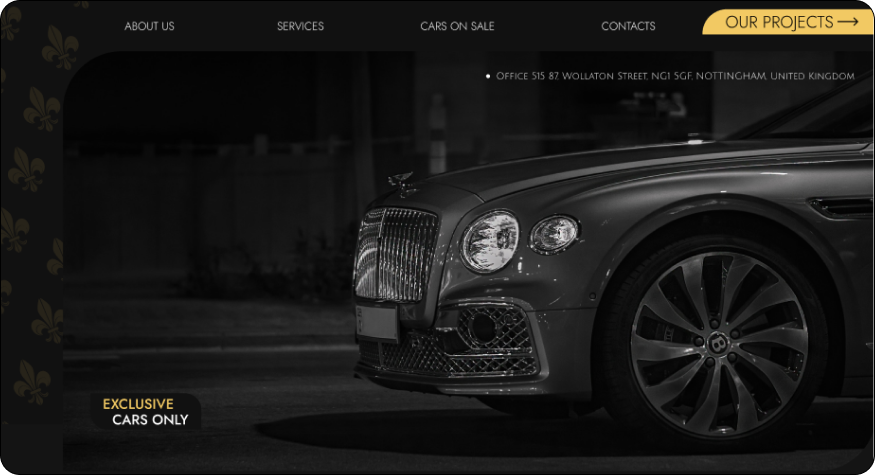 ABOUT US
SERVICES
CARS ON SALE
CONTACTS
OUR PROJECTS
Office 515 87 Wollaton Street, NG1 5GF, NOTTINGHAM, United Kingdom
B
EXCLUSIVE
CARS ONLY